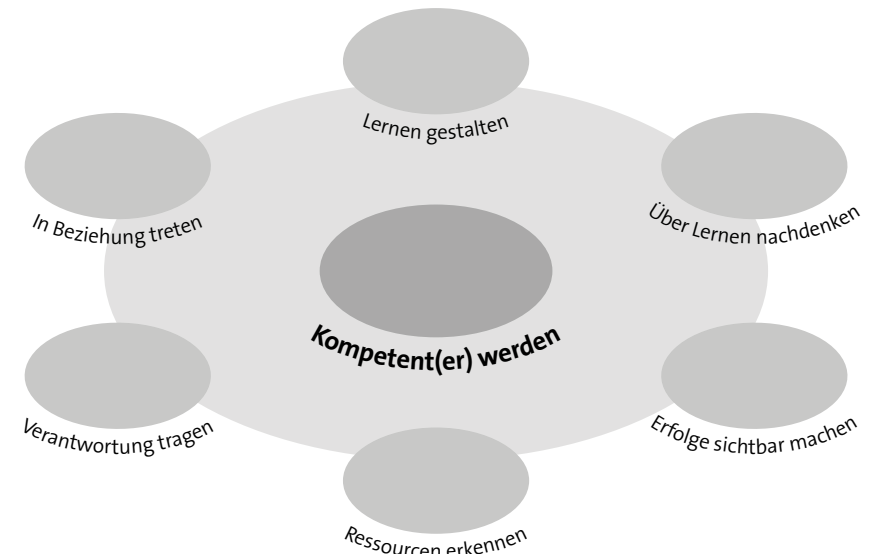 Lernen gestalten
In Beziehung treten
Über Lernen nachdenken
Kompetent(er) werden
Verantwortung tragen
Erfolge sichtbar machen
Ressourcen erkennen